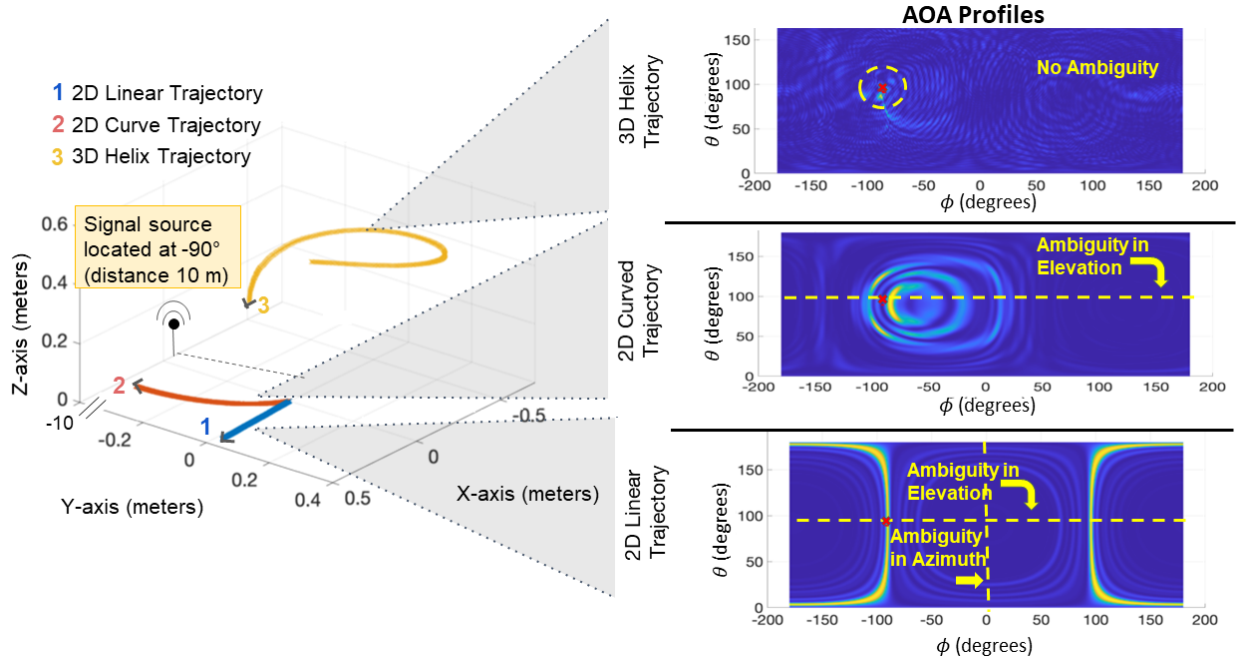 AOA Profiles
1 2D Linear Trajectory
2 2D Curve Trajectory
3 3D Helix Trajectory
Signal source
located at -90°
(distance 10 m)
Z-axis (meters)
0.6
0.4
0.2
0
-10
-0.2
0
0.2
0.4
0.5
0
-0.5
Y-axis (meters)
X-axis (meters)
1
2
3
3D Helix
Trajectory
θ (degrees)
150
100
50
0
No Ambiguity
-200 -150 -100 -50 0 50 100 150 200
ϕ (degrees)
2D Curved
Trajectory
θ (degrees)
150
100
50
0
Ambiguity in
Elevation
-200 -150 -100 -50 0 50 100 150 200
ϕ (degrees)
2D Linear
Trajectory
θ (degrees)
150
100
50
0
Ambiguity in
Elevation
Ambiguity
in Azimuth
-200 -150 -100 -50 0 50 100 150 200
ϕ (degrees)